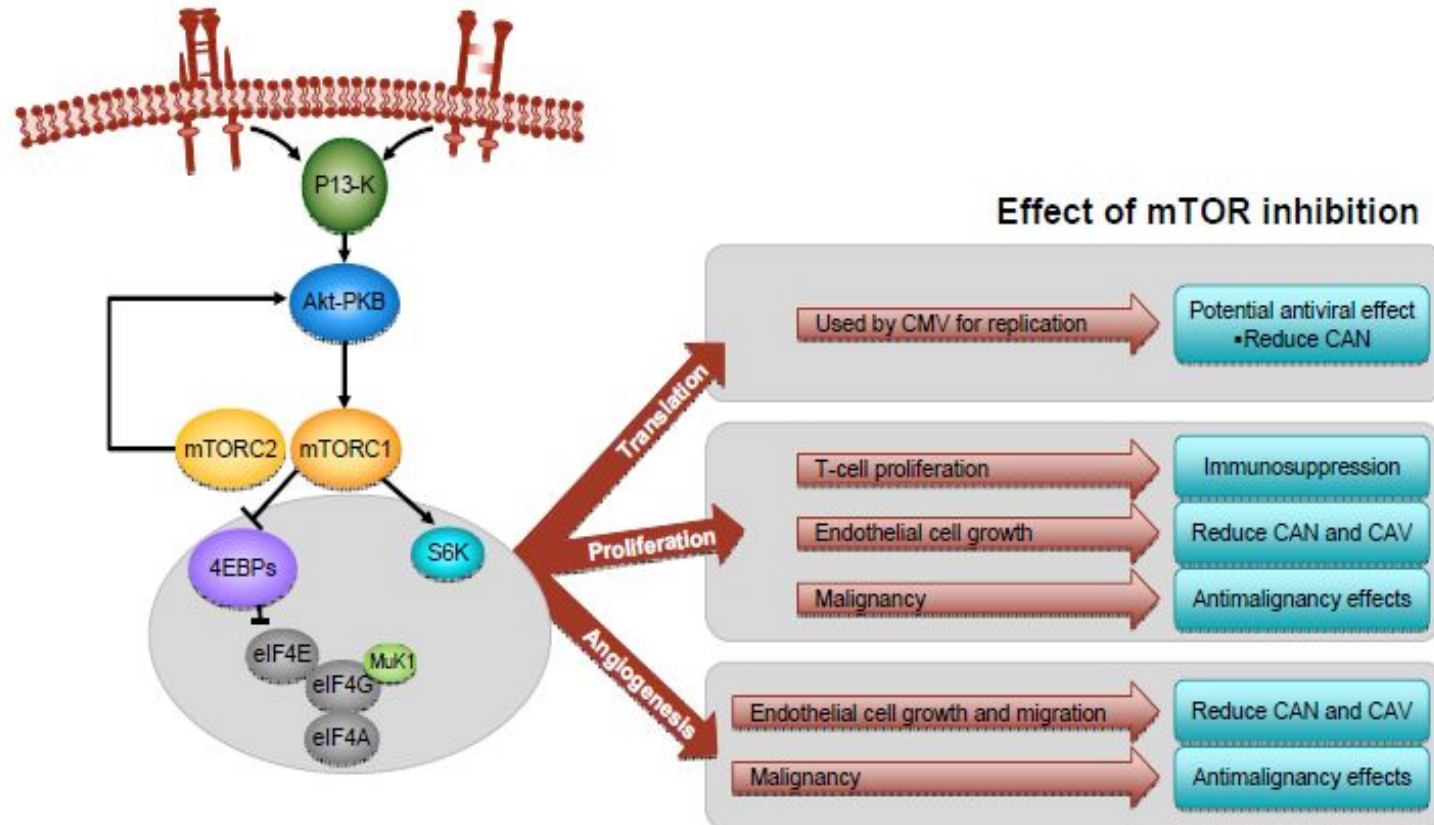 P13-K
Effect of mTOR inhibition
Akt-PKB
Used by CMV for replication
Potential antiviral effect
▪Reduce CAN
Translation
mTORC2
mTORC1
T-cell proliferation
Immunosuppression
Proliferation
Endothelial cell growth
Reduce CAN and CAV
4EBPs
S6K
Malignancy
Antimalignancy effects
eIF4E
MuK1
eIF4G
eIF4A
Angiogenesis
Endothelial cell growth and migration
Reduce CAN and CAV
Malignancy
Antimalignancy effects